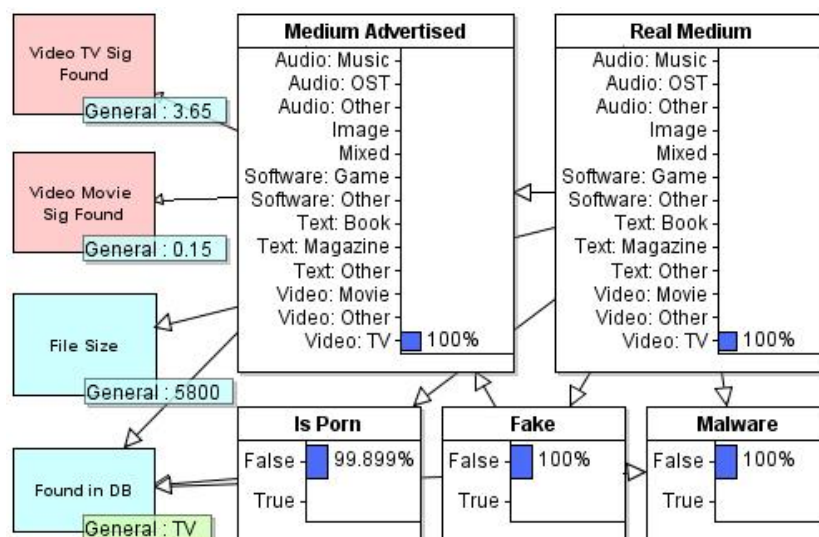 Video TV Sig
Found
General : 3.65
Video Movie
Sig Found
General : 0.15
File Size
General : 5800
Found in DB
General : TV
Medium Advertised
Audio: Music
Audio: OST
Audio: Other
Image
Mixed
Software: Game
Software: Other
Text: Book
Text: Magazine
Text: Other
Video: Movie
Video: Other
Video: TV 100%
Real Medium
Audio: Music
Audio: OST
Audio: Other
Image
Mixed
Software: Game
Software: Other
Text: Book
Text: Magazine
Text: Other
Video: Movie
Video: Other
Video: TV 100%
Is Porn
False 99.899%
True
Fake
False 100%
True
Malware
False 100%
True